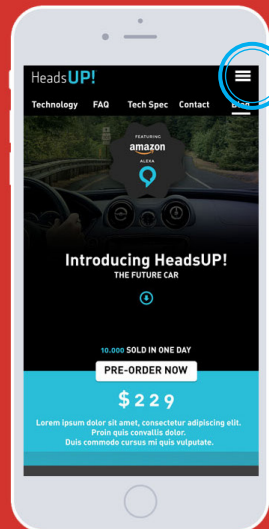 HeadsUP!
Technology FAQ Tech Spec Contact Blog
FEATURING
amazon
ALEXA
Introducing HeadsUP!
THE FUTURE CAR
10.000 SOLD IN ONE DAY
PRE-ORDER NOW
$229
Lorem ipsum dolor sit amet, consectetur adipiscing elit.
Proin quis convallis dolor.
Duis commodo cursus mi quis vulputate.